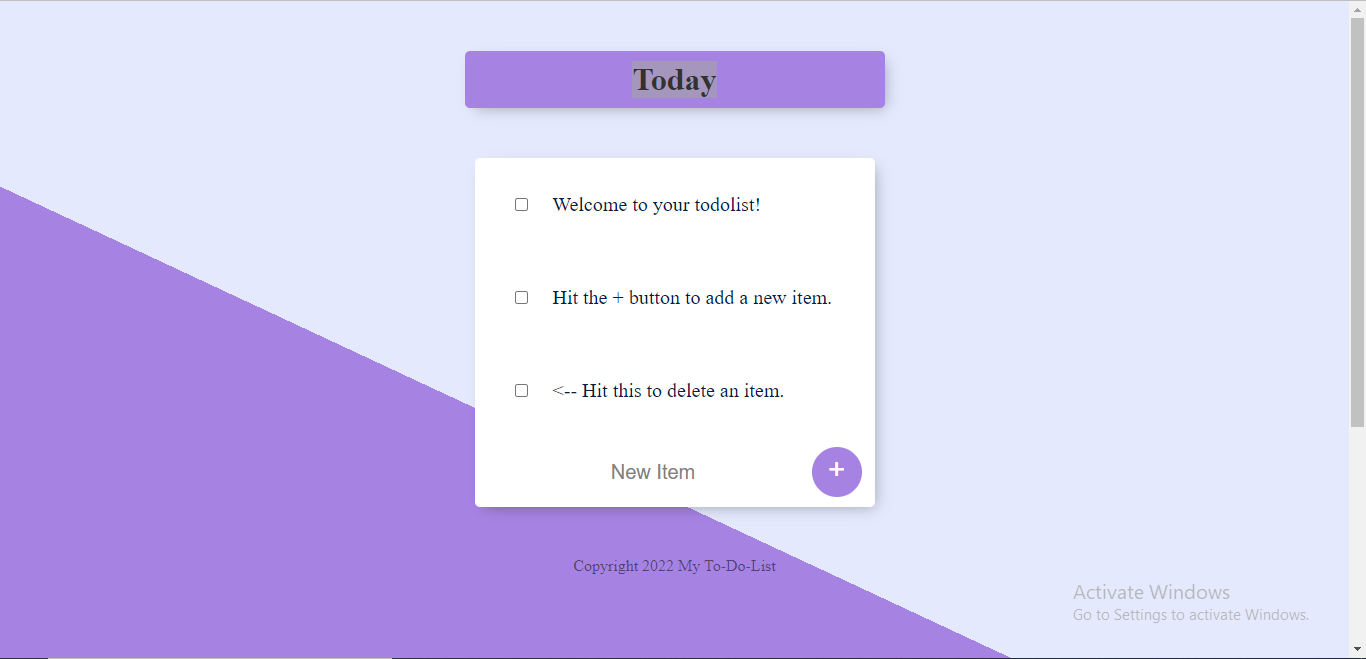 Today
Welcome to your todolist!
Hit the + button to add a new item.
<-- Hit this to delete an item.
New Item
+
Copyright 2022 My To-Do-List
Activate Windows
Go to Settings to activate Windows.